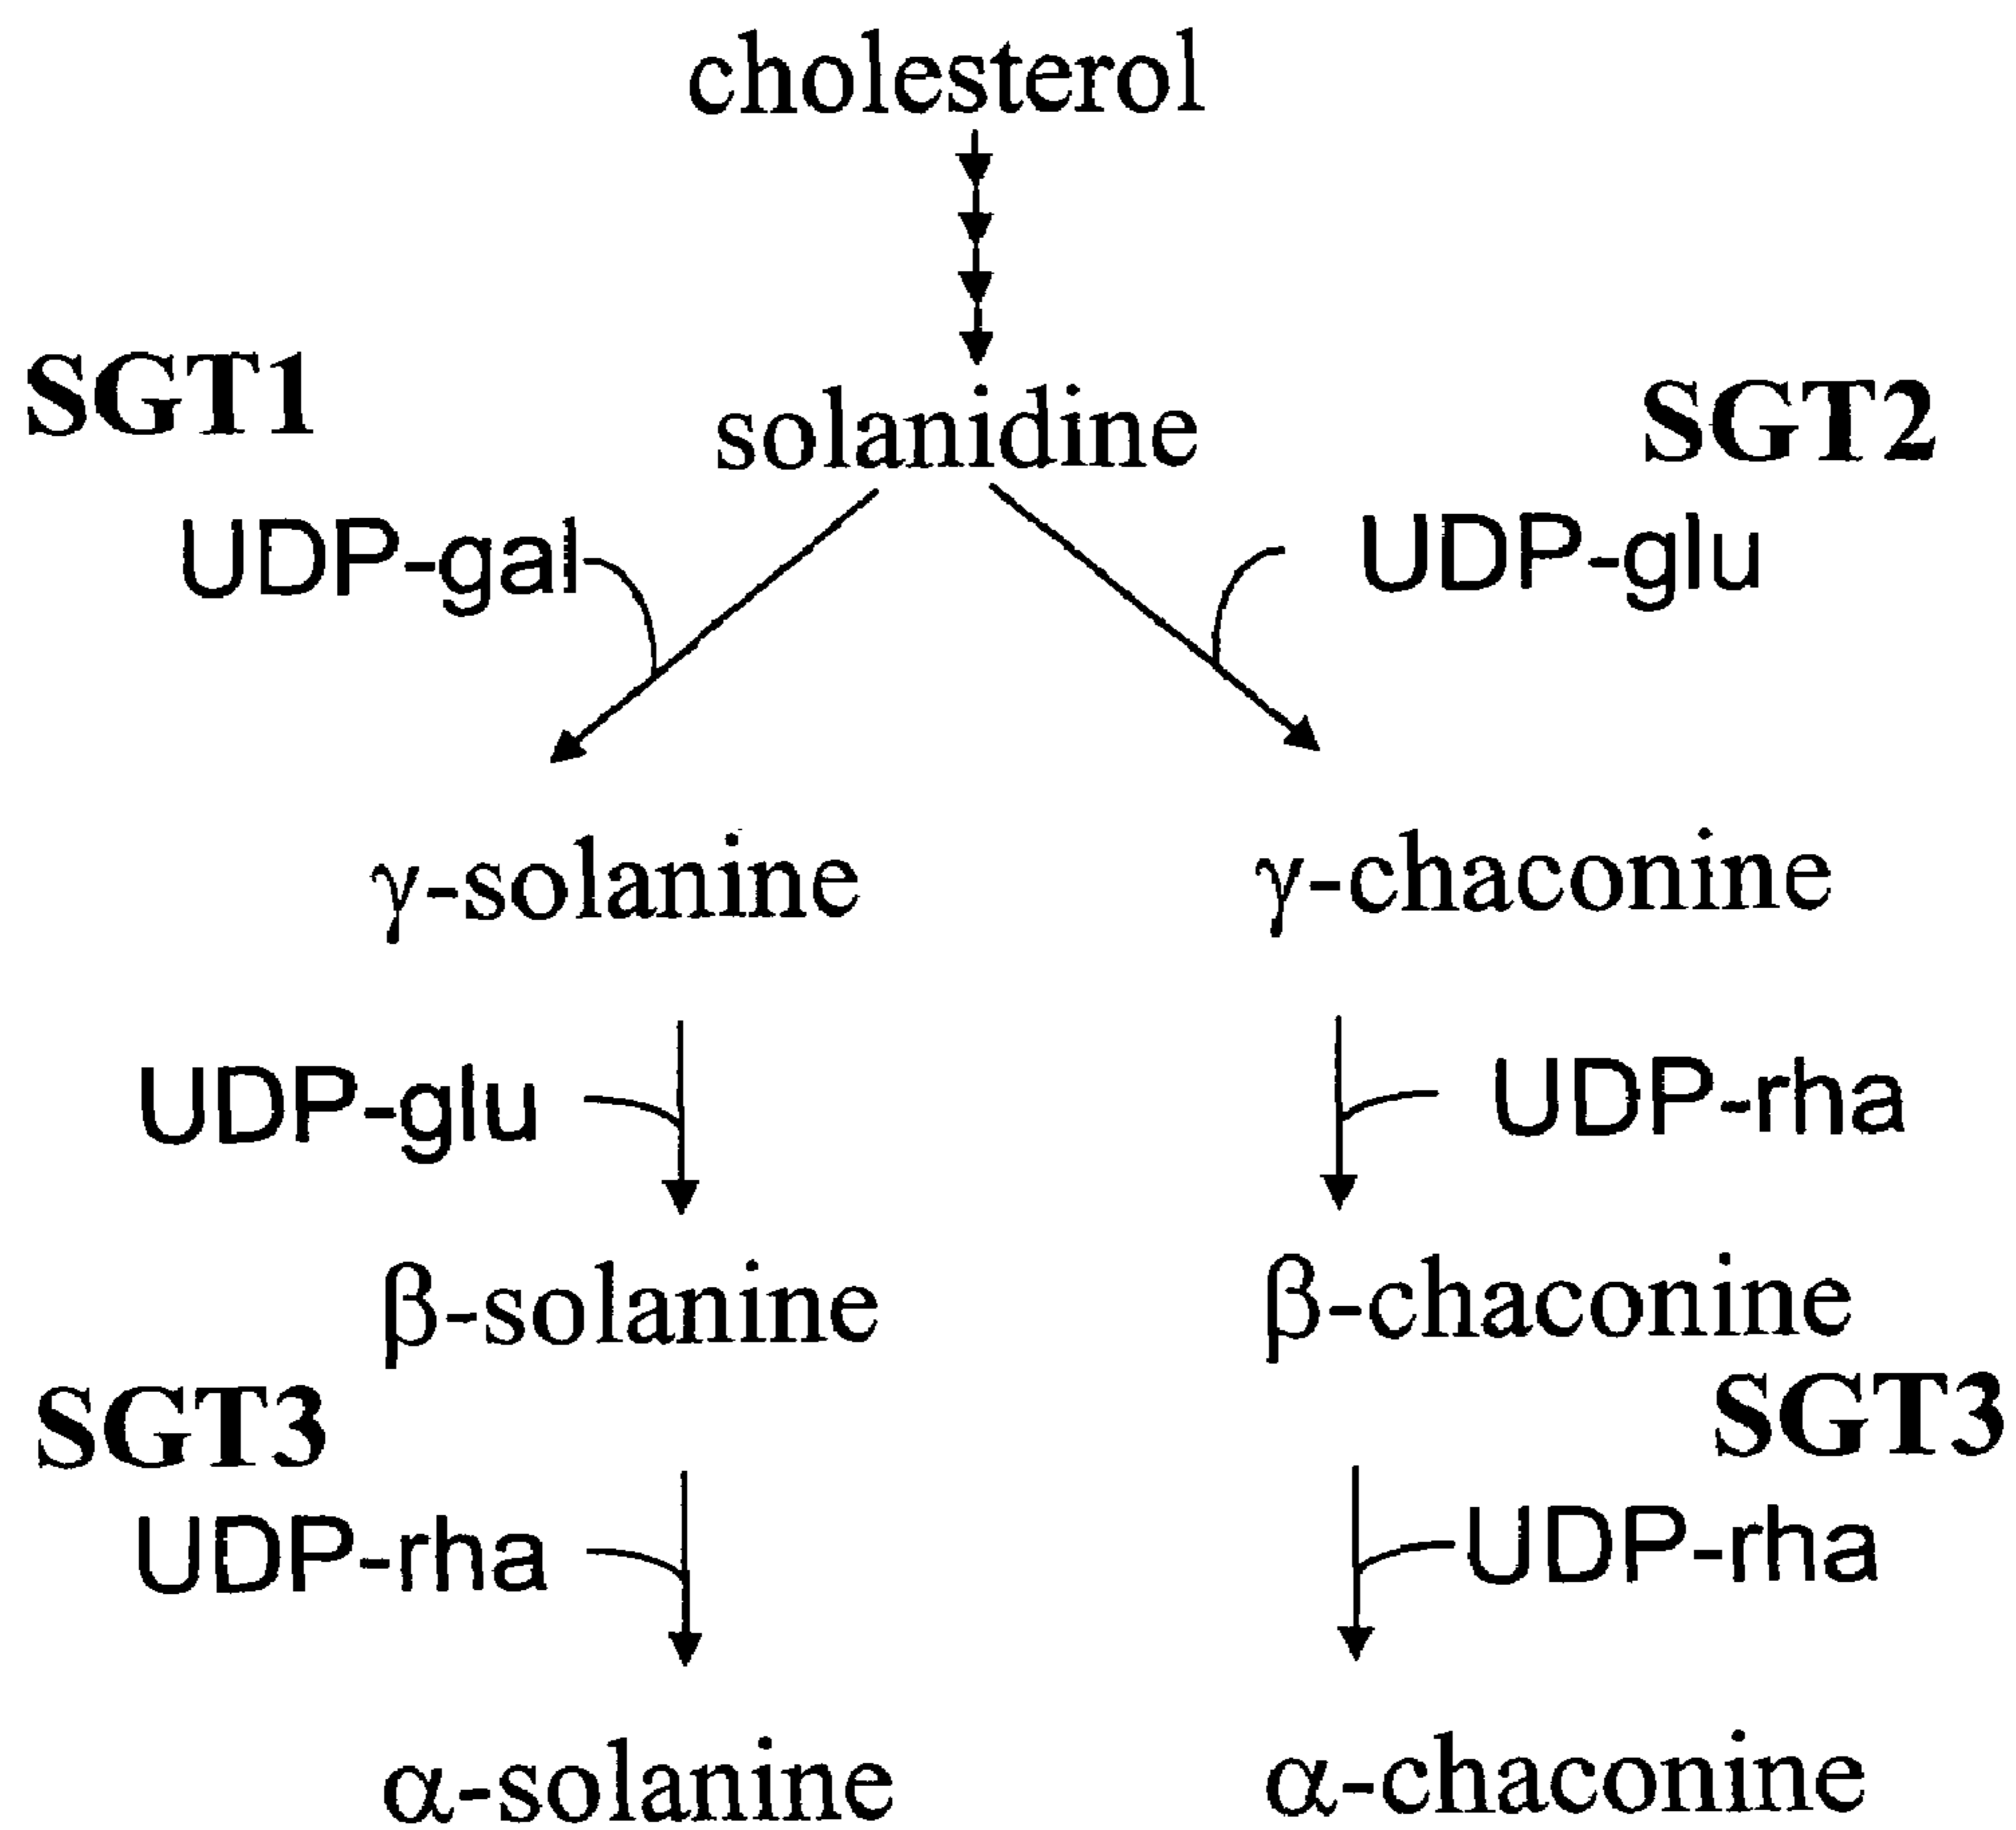 cholesterol
SGT1
solanidine
SGT2
UDP-gal
UDP-glu
γ-solanine
γ-chaconine
UDP-glu
UDP-rha
β-solanine
β-chaconine
SGT3
SGT3
UDP-rha
UDP-rha
α-solanine
α-chaconine